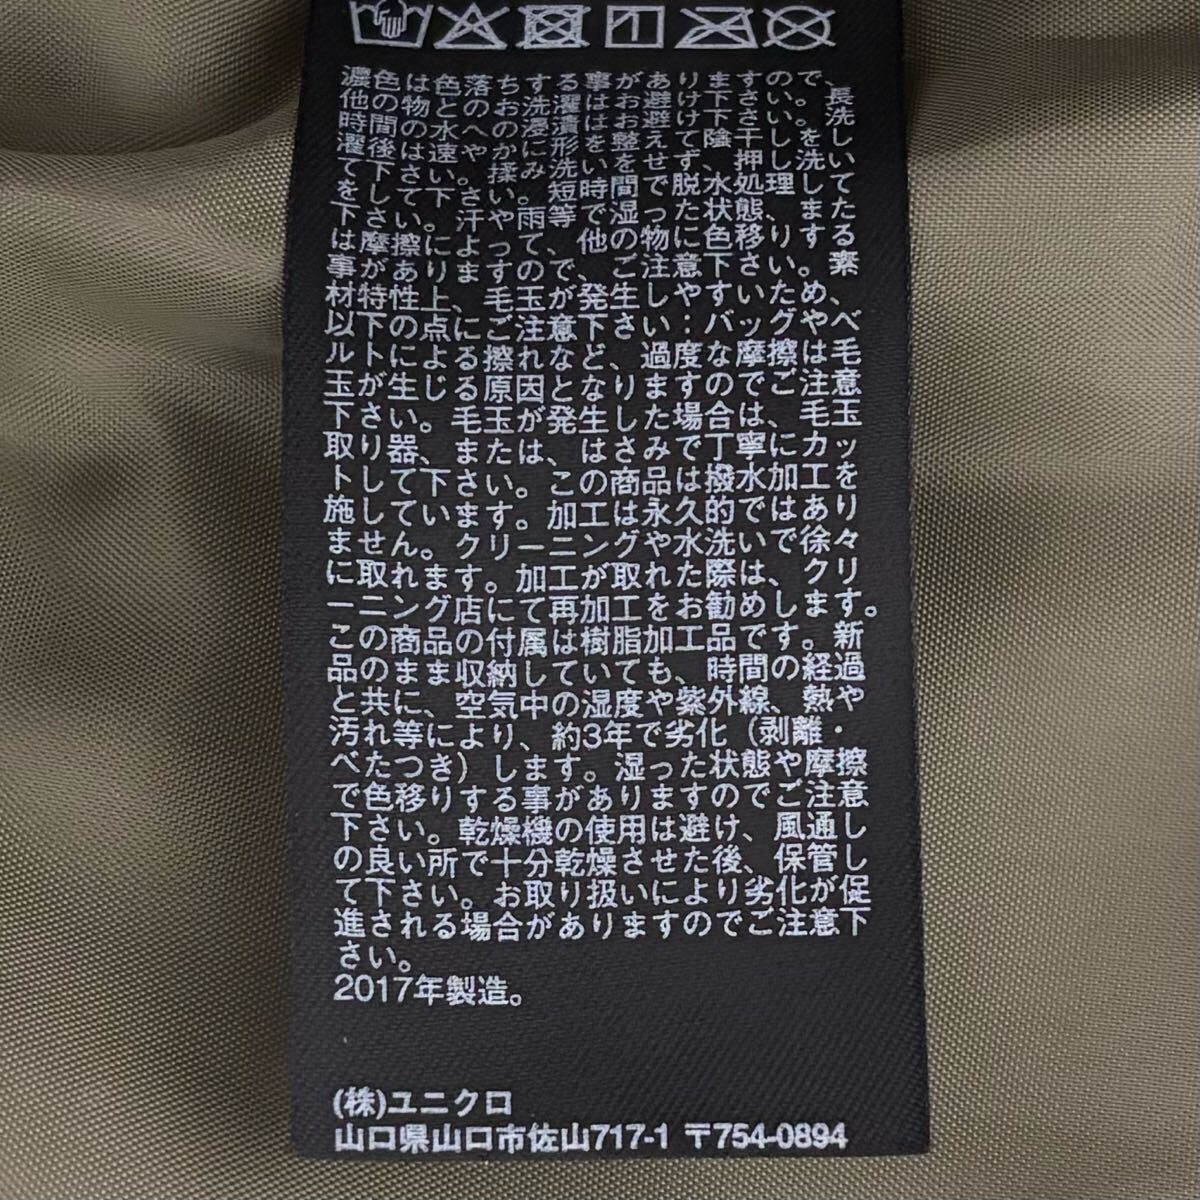 濃色は色落ちする事がありますので、
他の物とのお洗濯はお避け下さい。長
時間の水への浸漬はお避け下さい。洗
濯後は速やかに形を整え陰干しし
て下さい。揉み洗いをせず、押し洗い
をして下さい。短時間で脱水処理して
下さい。汗や雨等で湿った状態、また
は摩擦によって、他の物に色移りする
事がありますので、ご注意下さい。素
材特性上、毛玉が発生しやすいため、
以下の点にご注意下さい：バッグやベ
ルトによる擦れなど、過度な摩擦は毛
玉が生じる原因となりますのでご注意
下さい。毛玉が発生した場合は、毛玉
取り器、または、はさみで丁寧にカッ
トして下さい。この商品は撥水加工を
施しています。加工は永久的ではあり
ません。クリーニングや水洗いで徐々
に取れます。加工が取れた際は、クリ
ーニング店にて再加工をお勧めします。
この商品の付属は樹脂加工品です。新
品のまま収納していても、時間の経過
と共に、空気中の湿度や紫外線、熱や
汚れ等により、約3年で劣化（剥離・
べたつき）します。湿った状態や摩擦
で色移りする事がありますのでご注意
下さい。乾燥機の使用は避け、風通し
の良い所で十分乾燥させた後、保管し
て下さい。お取り扱いにより劣化が促
進される場合がありますのでご注意下
さい。
2017年製造。
(株)ユニクロ
山口県山口市佐山717-1 〒754-0894